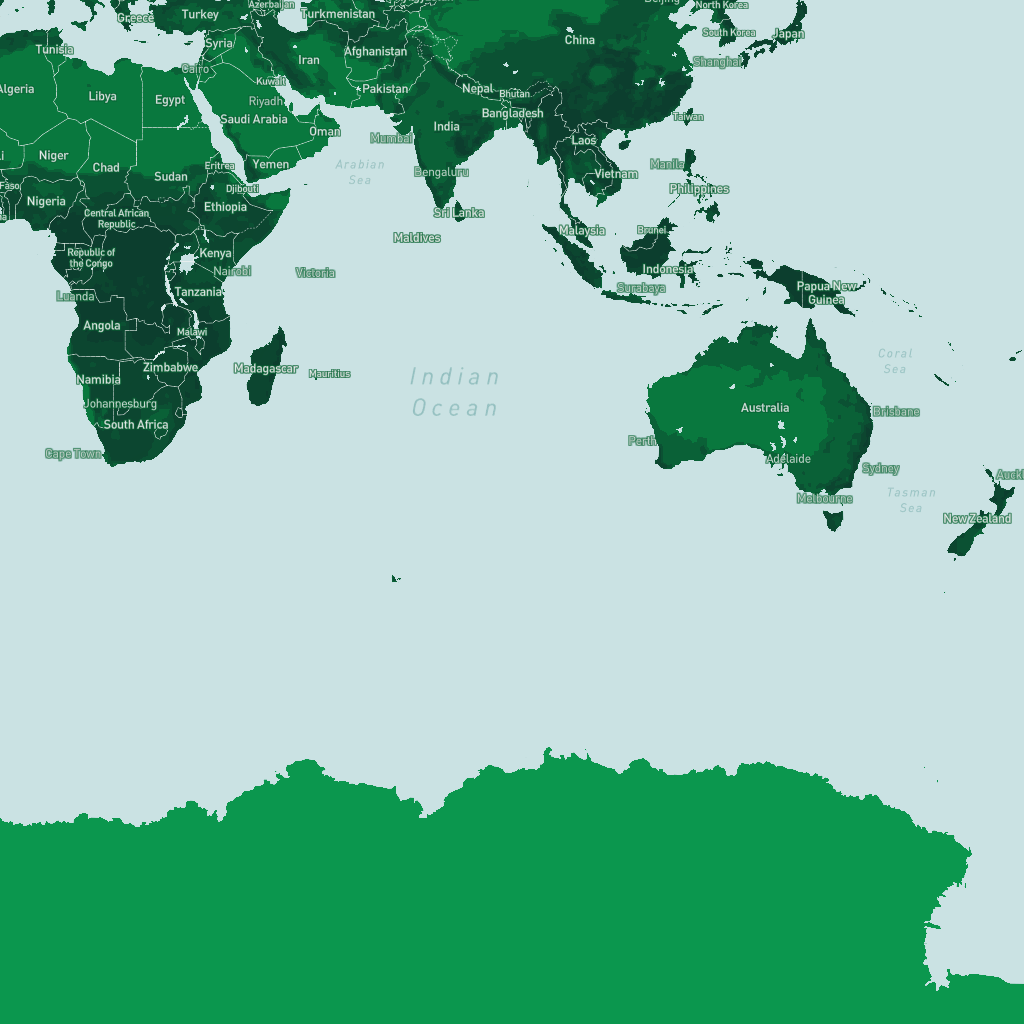 Beijing
North Korea
Azerbaijan
Greece
Turkey
Turkmenistan
South Korea
Japan
China
Tunisia
Syria
Afghanistan
Iran
Shanghai
Cairo
Kuwait
Algeria
Pakistan
Nepal
Bhutan
Libya
Egypt
Riyadh
Saudi Arabia
Bangladesh
Taiwan
India
Oman
Mumbai
Laos
Niger
Chad
Eritrea
Yemen
Arabian
Sea
Manila
Sudan
Bengaluru
Vietnam
Faso
Djibouti
Philippines
Nigeria
Ethiopia
Central African
Republic
Sri Lanka
Malaysia
Brunei
Maldives
Republic of
the Congo
Kenya
Nairobi
Victoria
Indonesia
Surabaya
Papua New
Guinea
Luanda
Tanzania
Angola
Malawi
Coral
Sea
Zimbabwe
Madagascar
Mauritius
Namibia
Indian
Ocean
Johannesburg
Australia
Brisbane
South Africa
Perth
Cape Town
Adelaide
Sydney
Auckl
Tasman
Sea
Melbourne
New Zealand